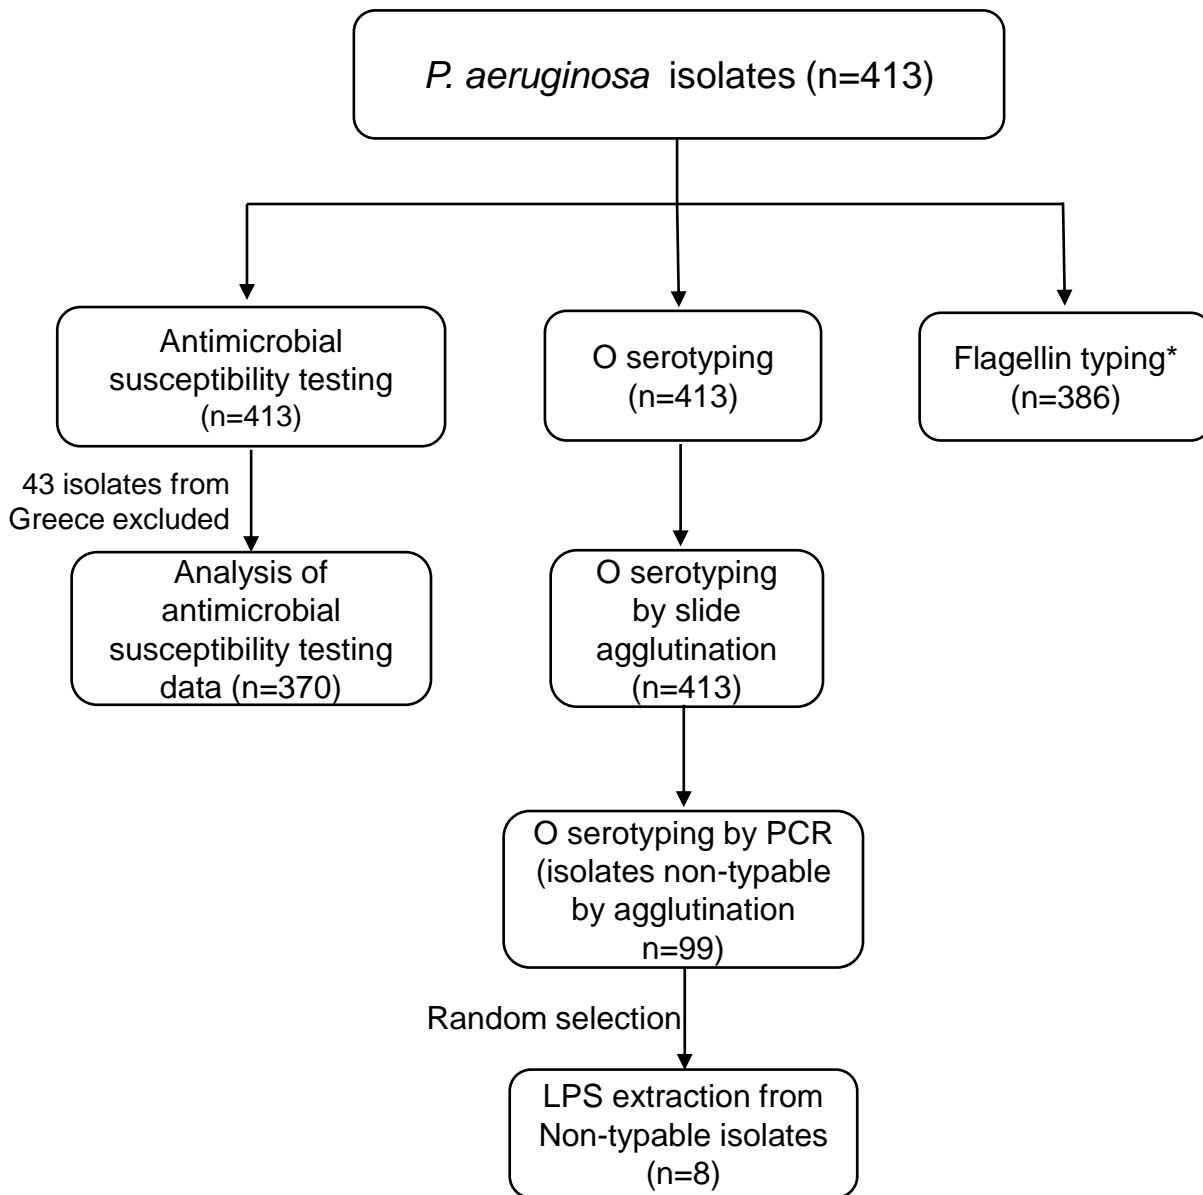 P. aeruginosa isolates (n=413)
Antimicrobial
susceptibility testing
(n=413)
O serotyping
(n=413)
Flagellin typing*
(n=386)
43 isolates from
Greece excluded
Analysis of
antimicrobial
susceptibility testing
data (n=370)
O serotyping
by slide
agglutination
(n=413)
O serotyping by PCR
(isolates non-typable
by agglutination
n=99)
Random selection
LPS extraction from
Non-typable isolates
(n=8)